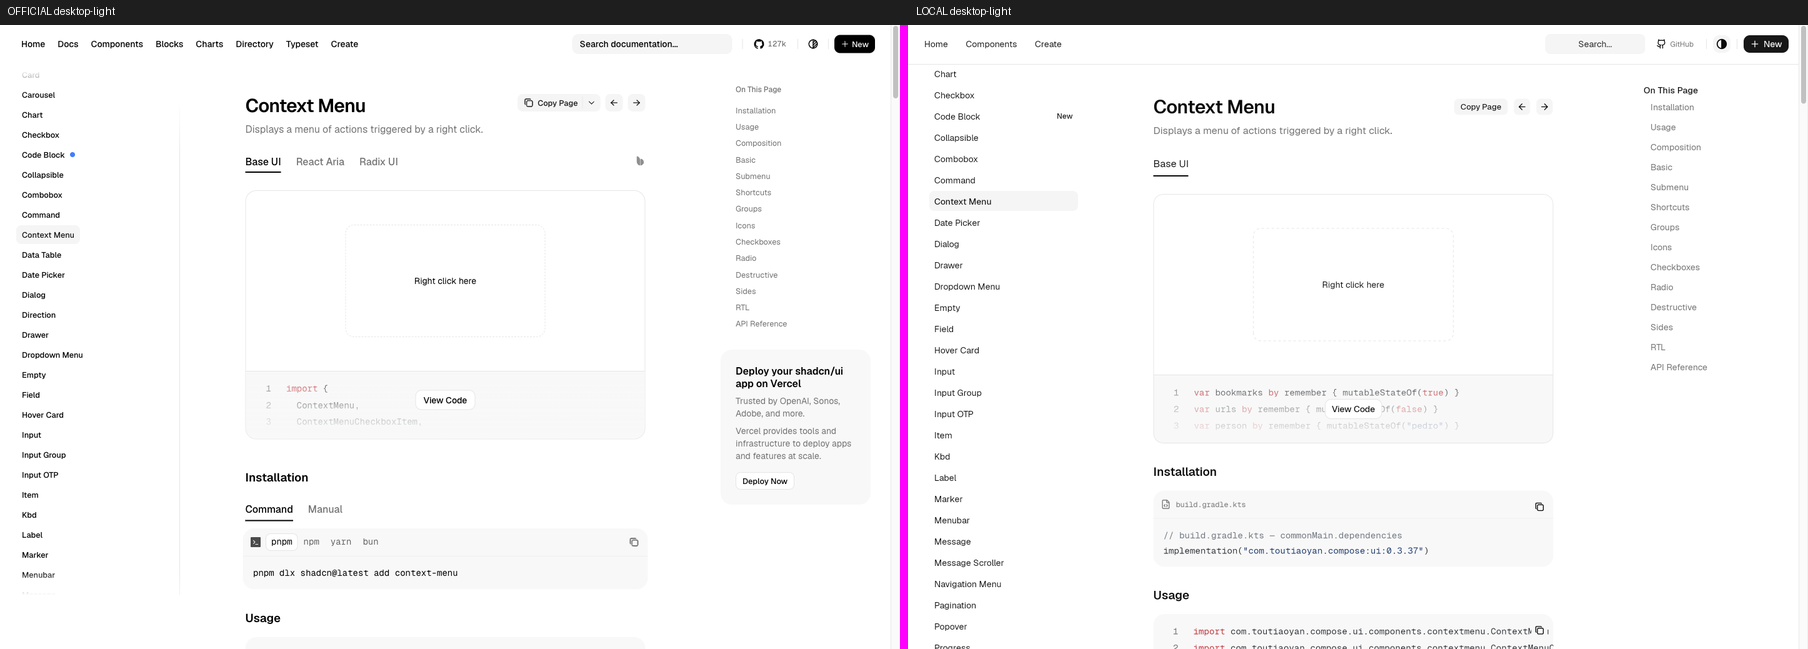 OFFICIAL desktop-light
Home Docs Components Blocks Charts Directory Typeset Create
Search documentation...
127k
New
Card
Carousel
Chart
Checkbox
Code Block
Collapsible
Combobox
Command
Context Menu
Data Table
Date Picker
Dialog
Direction
Drawer
Dropdown Menu
Empty
Field
Hover Card
Input
Input Group
Input OTP
Item
Kbd
Label
Marker
Menubar
Context Menu
Copy Page
Displays a menu of actions triggered by a right click.
Base UI React Aria Radix UI
Right click here
1 import {
2 ContextMenu,
3 ContextMenuCheckboxItem,
View Code
Installation
Command Manual
pnpm npm yarn bun
pnpm dlx shadcn@latest add context-menu
Usage
On This Page
Installation
Usage
Composition
Basic
Submenu
Shortcuts
Groups
Icons
Checkboxes
Radio
Destructive
Sides
RTL
API Reference
Deploy your shadcn/ui
app on Vercel
Trusted by OpenAI, Sonos,
Adobe, and more.
Vercel provides tools and
infrastructure to deploy apps
and features at scale.
Deploy Now
LOCAL desktop-light
Home Components Create
Search...
GitHub
New
Chart
Checkbox
Code Block New
Collapsible
Combobox
Command
Context Menu
Date Picker
Dialog
Drawer
Dropdown Menu
Empty
Field
Hover Card
Input
Input Group
Input OTP
Item
Kbd
Label
Marker
Menubar
Message
Message Scroller
Navigation Menu
Pagination
Popover
Progress
Context Menu
Copy Page
Displays a menu of actions triggered by a right click.
Base UI
Right click here
1 var bookmarks by remember { mutableStateOf(true) }
2 var urls by remember { mu Of(false) }
3 var person by remember { mutableStateOf("pedro") }
View Code
Installation
build.gradle.kts
// build.gradle.kts — commonMain.dependencies
implementation("com.toutiaoyan.compose:ui:0.3.37")
Usage
1 import com.toutiaoyan.compose.ui.components.contextmenu.Context
2 import com.toutiaoyan.compose.ui.components.contextmenu.ContextMenuC
On This Page
Installation
Usage
Composition
Basic
Submenu
Shortcuts
Groups
Icons
Checkboxes
Radio
Destructive
Sides
RTL
API Reference